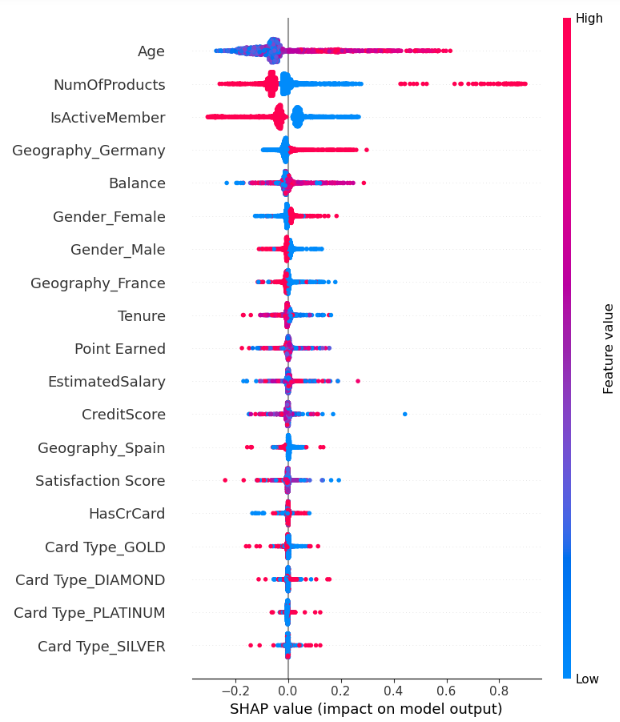 High
Age
NumOfProducts
IsActiveMember
Geography_Germany
Balance
Gender_Female
Gender_Male
Geography_France
Tenure
Point Earned
EstimatedSalary
CreditScore
Geography_Spain
Satisfaction Score
HasCrCard
Card Type_GOLD
Card Type_DIAMOND
Card Type_PLATINUM
Card Type_SILVER
Feature value
Low
−0.2 0.0 0.2 0.4 0.6 0.8
SHAP value (impact on model output)